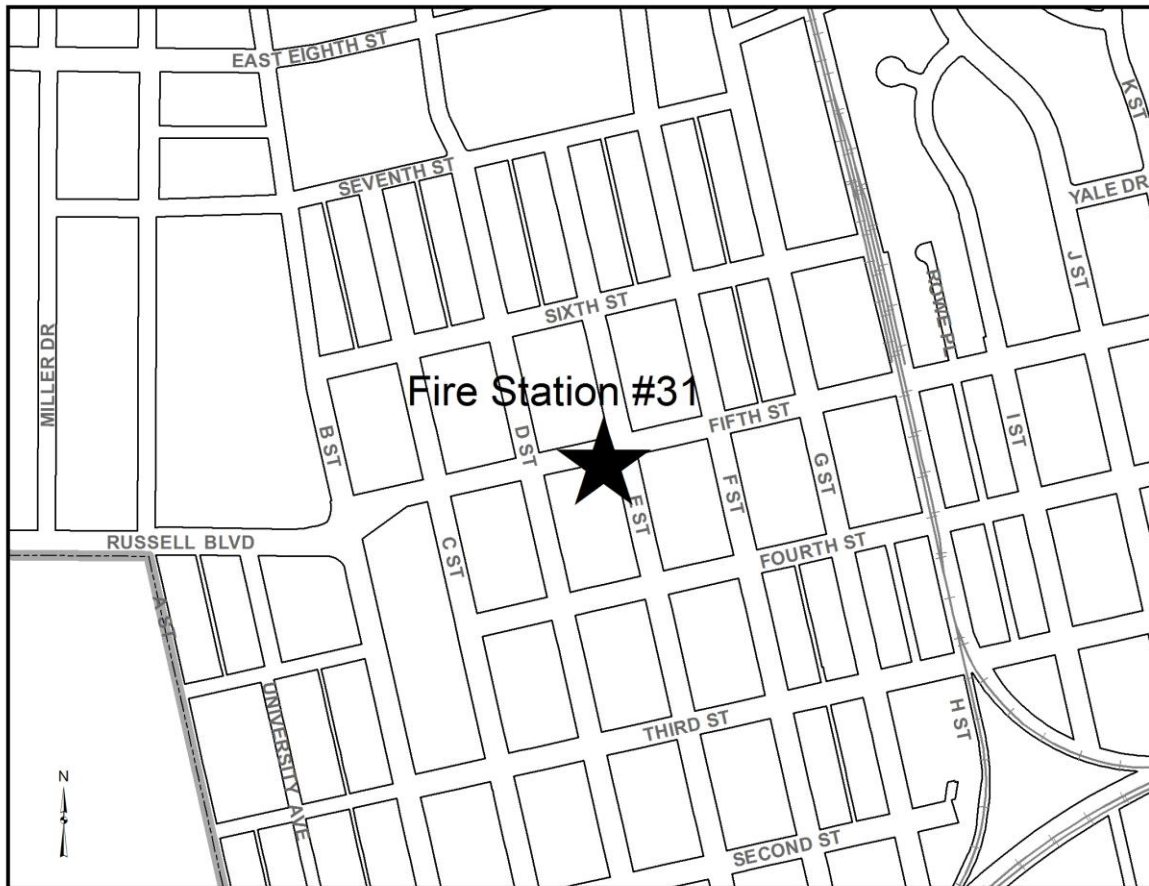 EAST EIGHTH ST
K ST
SEVENTH ST
YALE DR
J ST
ROWE PL
SIXTH ST
MILLER DR
Fire Station #31
FIFTH ST
B ST
D ST
I ST
G ST
F ST
E ST
RUSSELL BLVD
C ST
FOURTH ST
A ST
UNIVERSITY AVE
THIRD ST
H ST
N
SECOND ST